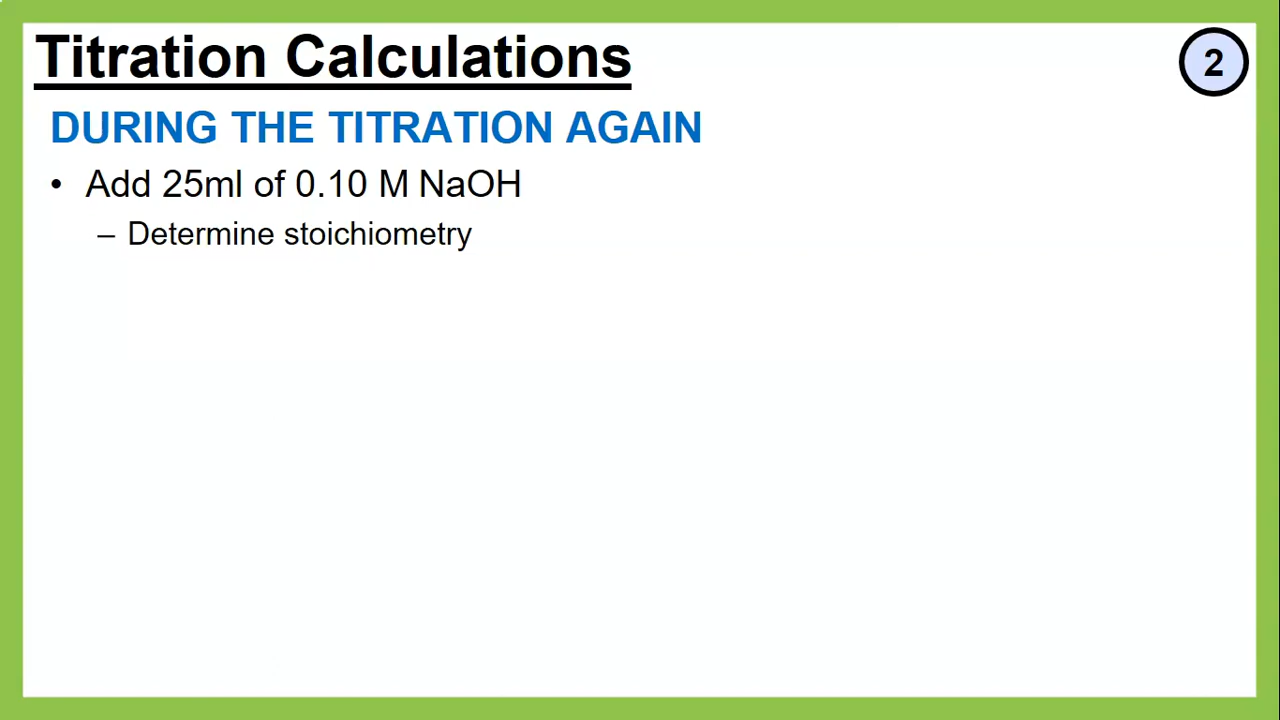 Titration Calculations
2
DURING THE TITRATION AGAIN
• Add 25ml of 0.10 M NaOH
– Determine stoichiometry